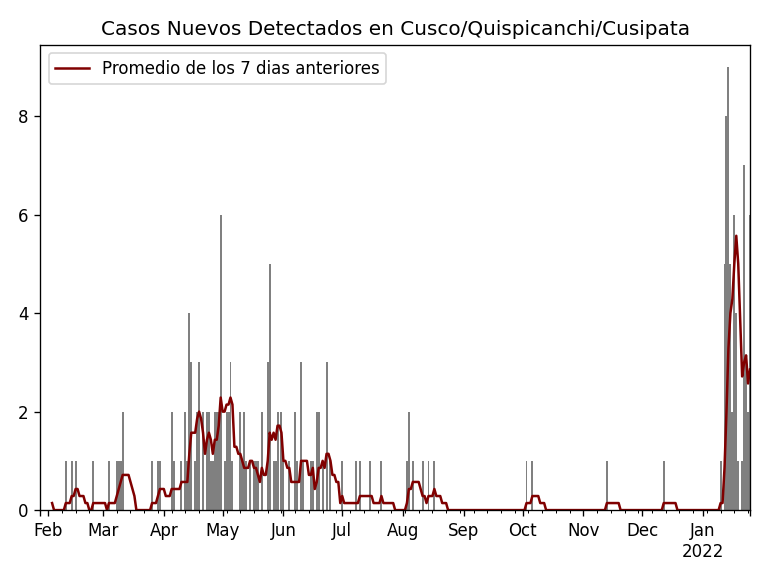 Casos Nuevos Detectados en Cusco/Quispicanchi/Cusipata
Promedio de los 7 dias anteriores
8
6
4
2
0
Feb Mar Apr May Jun Jul Aug Sep Oct Nov Dec Jan
2022